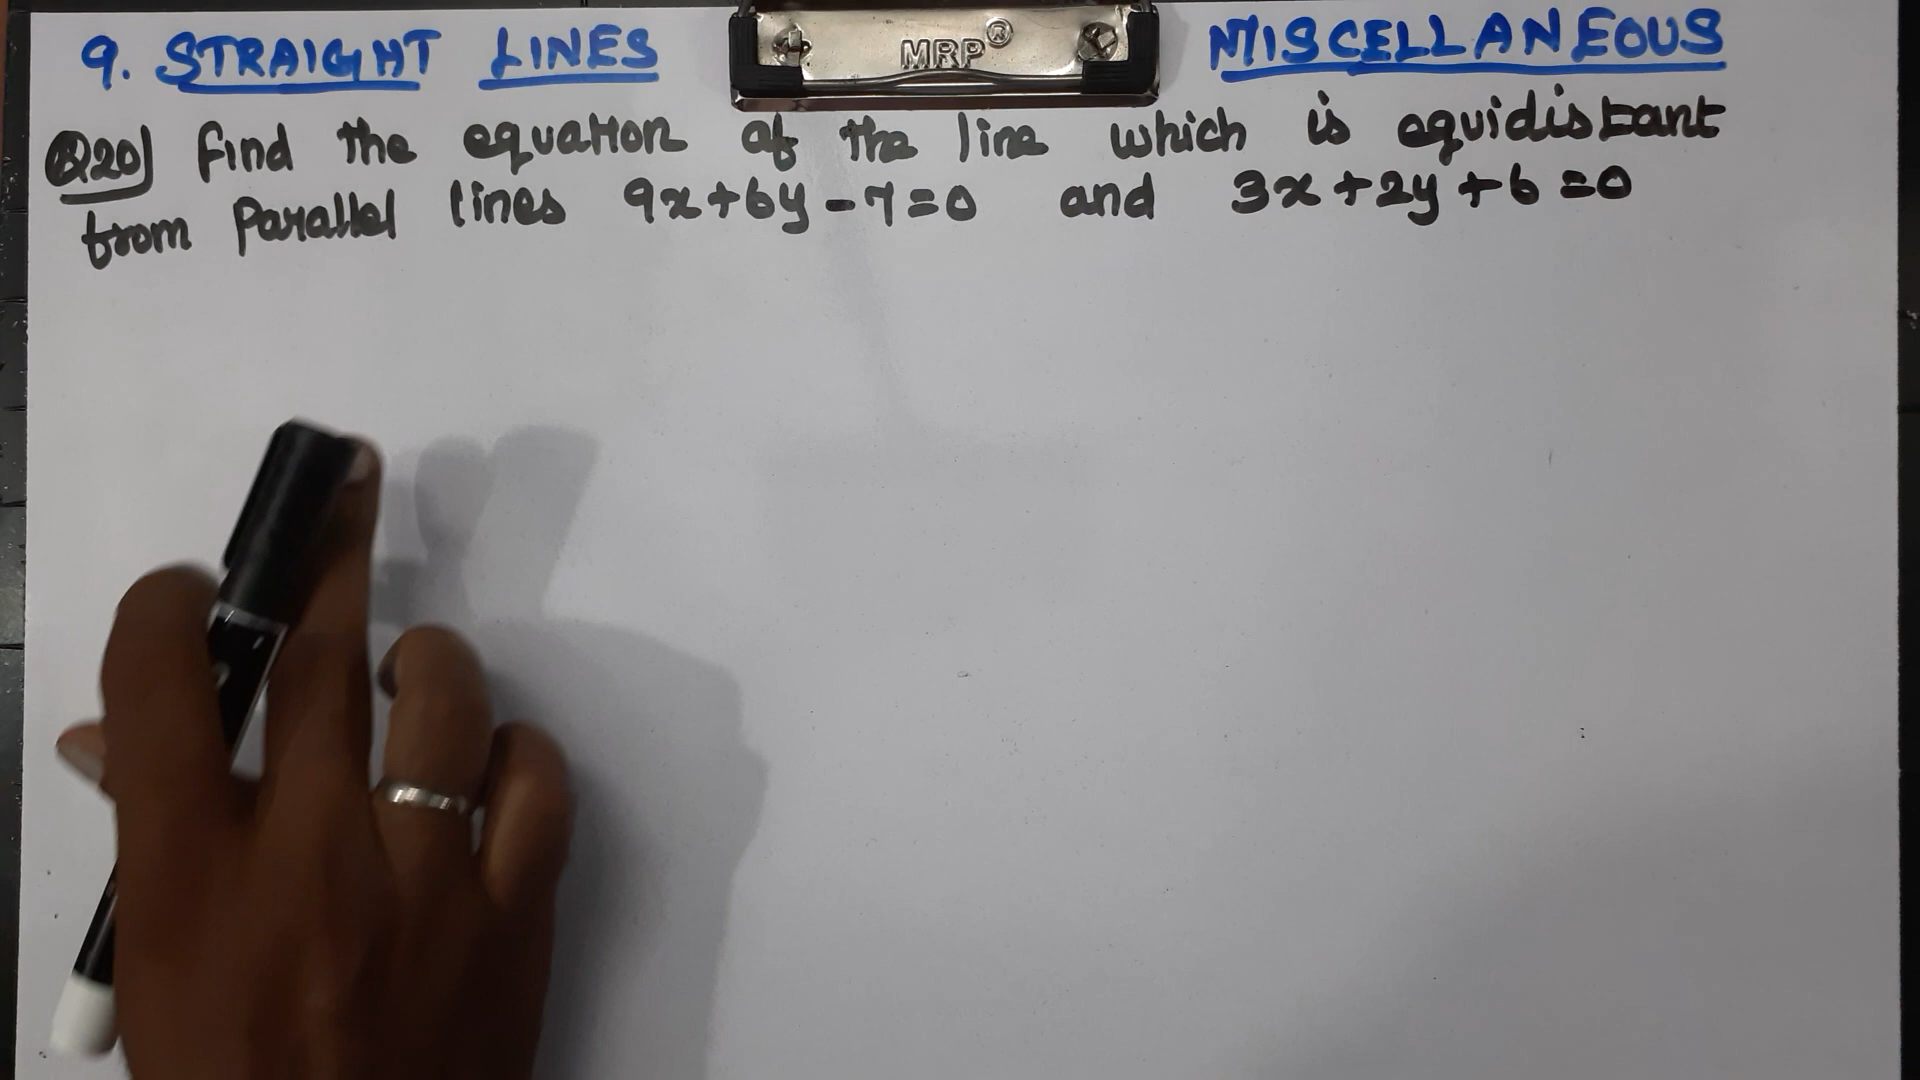 9. STRAIGHT LINES
MRP®
MISCELLANEOUS
Q20) Find the equation of the line which is equidistant
from Parallel lines 9x+6y-7=0 and 3x+2y+6=0